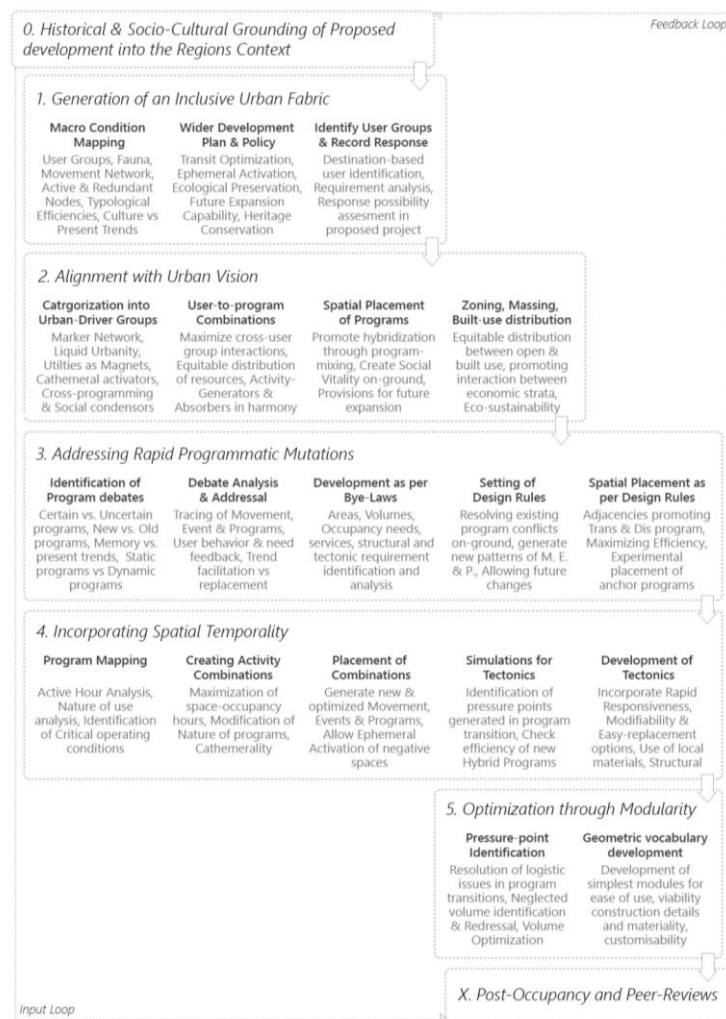 0. Historical & Socio-Cultural Grounding of Proposed
development into the Regions Context
Feedback Loop
1. Generation of an Inclusive Urban Fabric
Macro Condition
Mapping
User Groups, Fauna,
Movement Network,
Active & Redundant
Nodes, Typological
Efficiencies, Culture vs
Present Trends
Wider Development
Plan & Policy
Transit Optimization,
Ephemeral Activation,
Ecological Preservation,
Future Expansion
Capability, Heritage
Conservation
Identify User Groups
& Record Response
Destination-based
user identification,
Requirement analysis,
Response possibility
assesment in
proposed project
2. Alignment with Urban Vision
Catrgorization into
Urban-Driver Groups
Marker Network,
Liquid Urbanity,
Utilties as Magnets,
Cathemeral activators,
Cross-programming
& Social condensors
User-to-program
Combinations
Maximize cross-user
group interactions,
Equitable distribution
of resources, Activity-
Generators &
Absorbers in harmony
Spatial Placement
of Programs
Promote hybridization
through program-
mixing, Create Social
Vitality on-ground,
Provisions for future
expansion
Zoning, Massing,
Built-use distribution
Equitable distribution
between open &
built use, promoting
interaction between
economic strata,
Eco-sustainability
3. Addressing Rapid Programmatic Mutations
Identification of
Program debates
Certain vs. Uncertain
programs, New vs. Old
programs, Memory vs.
present trends, Static
programs vs Dynamic
programs
Debate Analysis
& Addressal
Tracing of Movement,
Event & Programs,
User behavior & need
feedback, Trend
facilitation vs
replacement
Development as per
Bye-Laws
Areas, Volumes,
Occupancy needs,
services, structural and
tectonic requirement
identification and
analysis
Setting of
Design Rules
Resolving existing
program conflicts
on-ground, generate
new patterns of M. E.
& P., Allowing future
changes
Spatial Placement as
per Design Rules
Adjacencies promoting
Trans & Dis program,
Maximizing Efficiency,
Experimental
placement of
anchor programs
4. Incorporating Spatial Temporality
Program Mapping
Active Hour Analysis,
Nature of use
analysis, Identification
of Critical operating
conditions
Creating Activity
Combinations
Maximization of
space-occupancy
hours, Modification of
Nature of programs,
Cathemerality
Placement of
Combinations
Generate new &
optimized Movement,
Events & Programs,
Allow Ephemeral
Activation of negative
spaces
Simulations for
Tectonics
Identification of
pressure points
generated in program
transition, Check
efficiency of new
Hybrid Programs
Development of
Tectonics
Incorporate Rapid
Responsiveness,
Modifiability &
Easy-replacement
options, Use of local
materials, Structural
5. Optimization through Modularity
Pressure-point
Identification
Resolution of logistic
issues in program
transitions, Neglected
volume identification
& Redressal, Volume
Optimization
Geometric vocabulary
development
Development of
simplest modules for
ease of use, viability
construction details
and materiality,
customisability
X. Post-Occupancy and Peer-Reviews
Input Loop